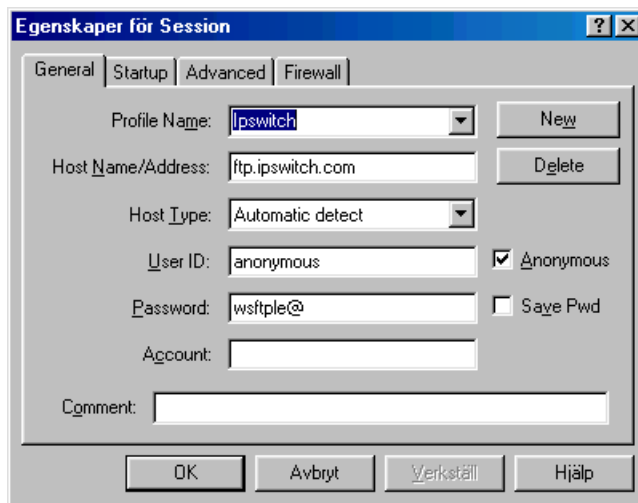 Egenskaper för Session
General Startup Advanced Firewall
Profile Name: Ipswitch New
Host Name/Address: ftp.ipswitch.com Delete
Host Type: Automatic detect
User ID: anonymous Anonymous
Password: wsftple@ Save Pwd
Account:
Comment:
OK Avbryt Verkställ Hjälp